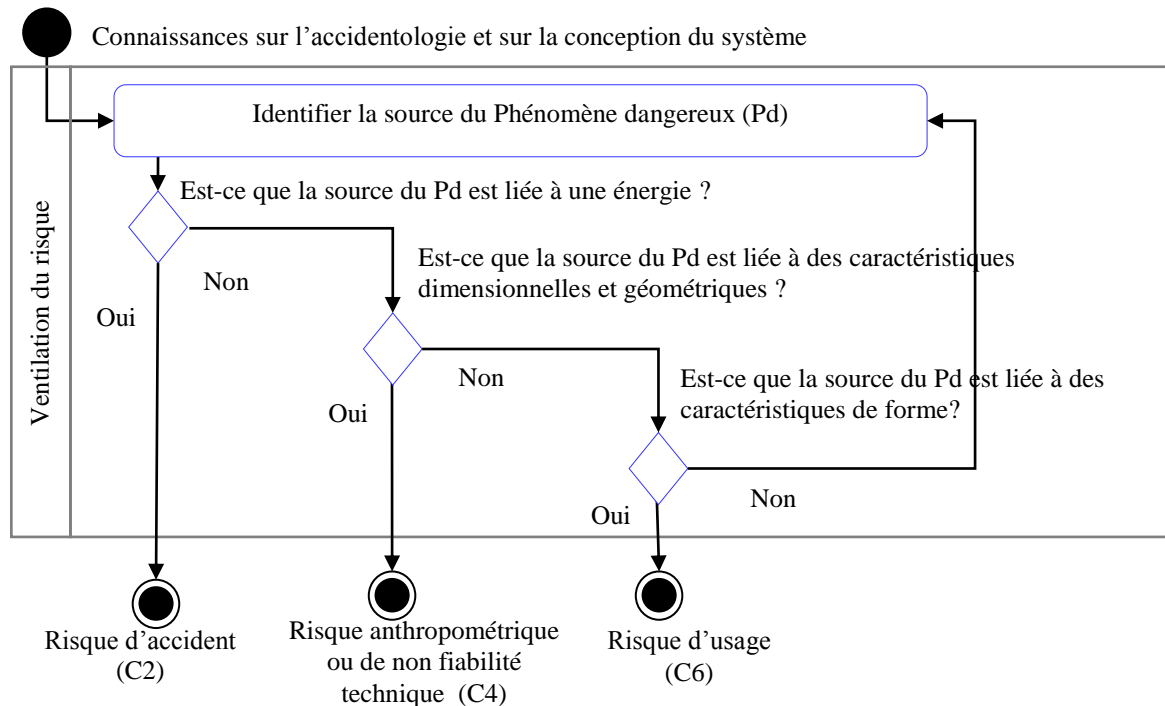 Connaissances sur l’accidentologie et sur la conception du système
Ventilation du risque
Identifier la source du Phénomène dangereux (Pd)
Est-ce que la source du Pd est liée à une énergie ?
Non
Oui
Est-ce que la source du Pd est liée à des caractéristiques
dimensionnelles et géométriques ?
Non
Oui
Est-ce que la source du Pd est liée à des
caractéristiques de forme?
Non
Oui
Risque d’accident
(C2)
Risque anthropométrique
ou de non fiabilité
technique (C4)
Risque d’usage
(C6)